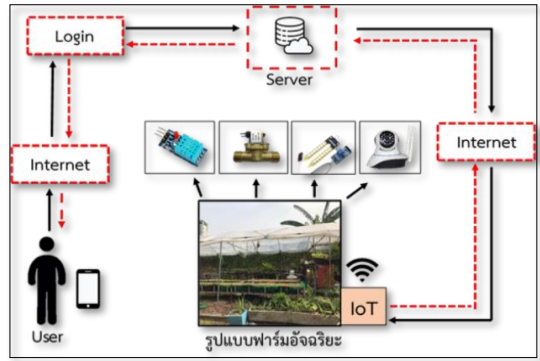 Login
Server
Internet
Internet
User
IoT
รูปแบบฟาร์มอัจฉริยะ